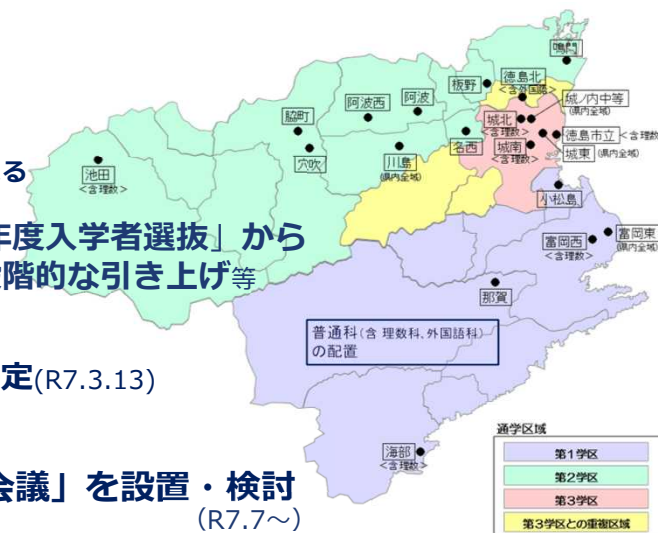 る
年度入学者選抜」から
階的な引き上げ等
定(R7.3.13)
会議」を設置・検討
(R7.7～)
鳴門
徳島北
<含外国語>
板野
城ノ内中等
(県内全域)
阿波西
阿波
城北
<含理数>
徳島市立<含理数>
脇町
名西
城南
<含理数>
城東(県内全域)
穴吹
川島
(県内全域)
池田
<含理数>
小松島
富岡東
(県内全域)
富岡西
<含理数>
那賀
普通科(含 理数科、外国語科)
の配置
海部
<含理数>
通学区域
第1学区
第2学区
第3学区
第3学区との重複区域